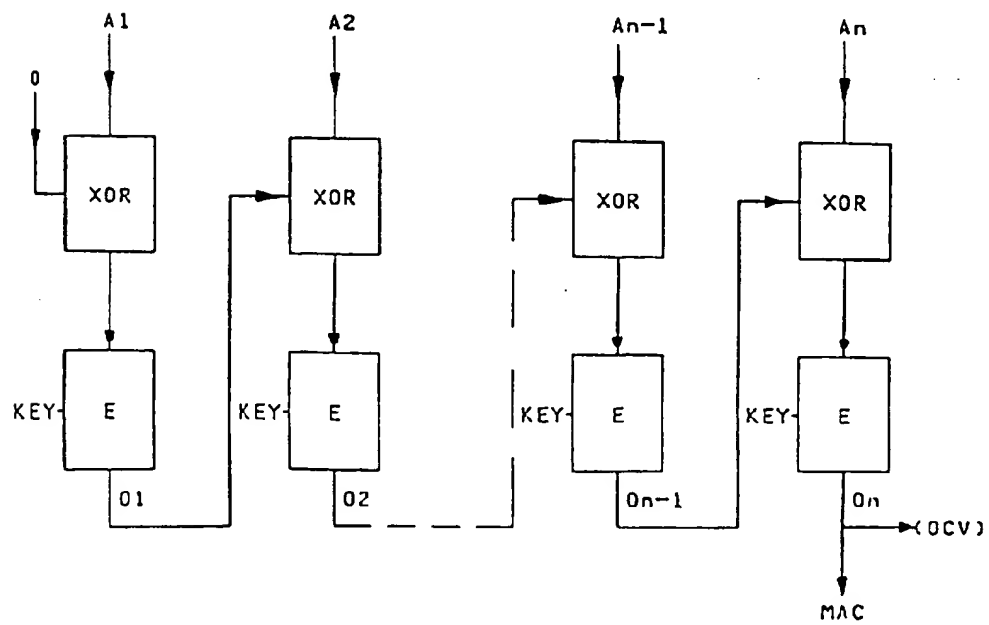 A1 A2 An-1 An
0
XOR XOR XOR XOR
KEY E KEY E KEY E KEY E
O1 O2 On-1 On
(OCV)
MAC